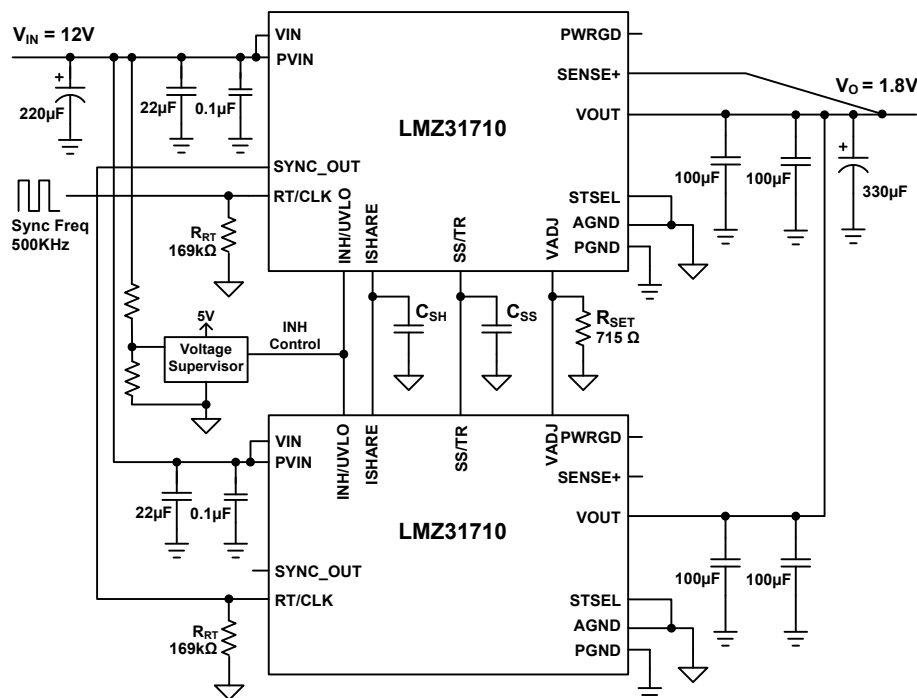 V_IN = 12V
VIN
PVIN
PWRGD
SENSE+
V_O = 1.8V
220µF
22µF
0.1µF
LMZ31710
VOUT
SYNC_OUT
RT/CLK
Sync Freq
500KHz
R_RT
169kΩ
INH/UVLO
ISHARE
SS/TR
VADJ
STSEL
AGND
PGND
100µF
100µF
330µF
5V
Voltage
Supervisor
INH
Control
C_SH
C_SS
R_SET
715 Ω
VIN
PVIN
INH/UVLO
ISHARE
SS/TR
VADJ
PWRGD
SENSE+
22µF
0.1µF
LMZ31710
VOUT
SYNC_OUT
RT/CLK
R_RT
169kΩ
STSEL
AGND
PGND
100µF
100µF